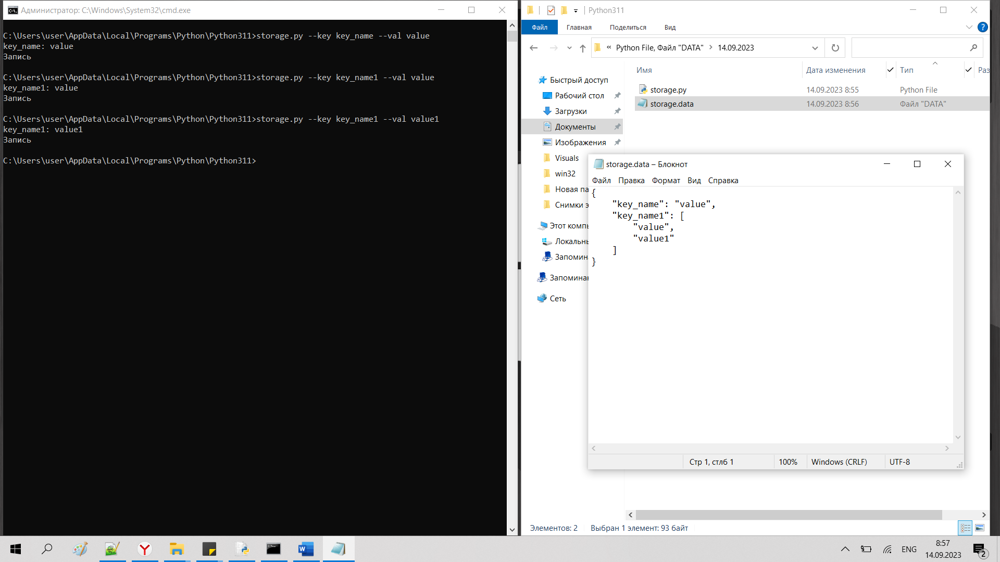 Администратор: C:\Windows\System32\cmd.exe
C:\Users\user\AppData\Local\Programs\Python\Python311>storage.py --key key_name --val value
key_name: value
Запись
C:\Users\user\AppData\Local\Programs\Python\Python311>storage.py --key key_name1 --val value
key_name1: value
Запись
C:\Users\user\AppData\Local\Programs\Python\Python311>storage.py --key key_name1 --val value1
key_name1: value1
Запись
C:\Users\user\AppData\Local\Programs\Python\Python311>
Python311
Файл Главная Поделиться Вид
« Python File, Файл "DATA" > 14.09.2023
Имя Дата изменения Тип Раз
storage.py 14.09.2023 8:55 Python File
storage.data 14.09.2023 8:56 Файл "DATA"
Быстрый доступ
Рабочий стол
Загрузки
Документы
Изображения
Visuals
win32
Новая па
Снимки э
Этот компь
Локальнь
Запомин
Запоминан
Сеть
storage.data – Блокнот
Файл Правка Формат Вид Справка
{
"key_name": "value",
"key_name1": [
"value",
"value1"
]
}
Стр 1, стлб 1 100% Windows (CRLF) UTF-8
Элементов: 2 Выбран 1 элемент: 93 байт
ENG
8:57
14.09.2023
2